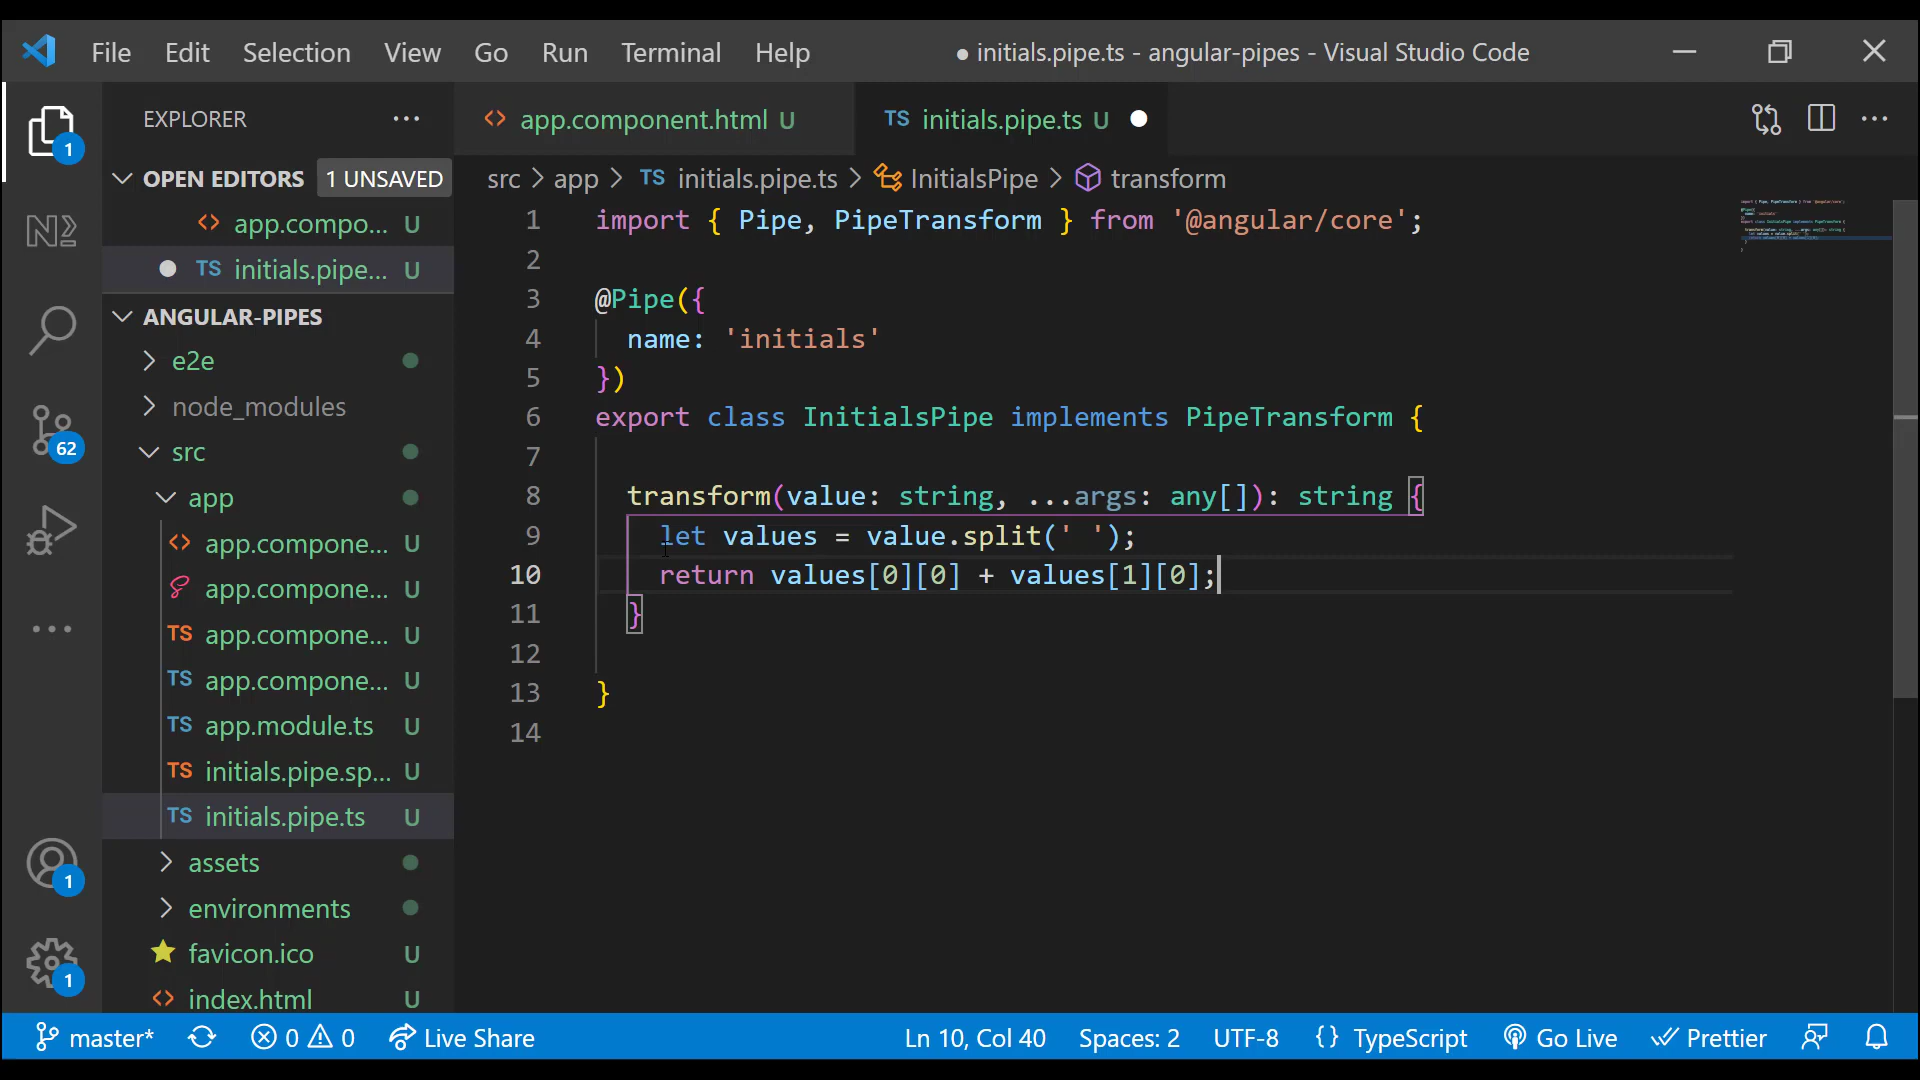 File Edit Selection View Go Run Terminal Help ● initials.pipe.ts - angular-pipes - Visual Studio Code
EXPLORER ...
<> app.component.html U TS initials.pipe.ts U ●
OPEN EDITORS 1 UNSAVED
src > app > TS initials.pipe.ts > InitialsPipe > transform
<> app.compo... U
● TS initials.pipe... U
ANGULAR-PIPES
e2e
node_modules
src
app
<> app.compone... U
app.compone... U
TS app.compone... U
TS app.compone... U
TS app.module.ts U
TS initials.pipe.sp... U
TS initials.pipe.ts U
assets
environments
favicon.ico U
<> index.html U
1
62
1
1
1 import { Pipe, PipeTransform } from '@angular/core';
2
3 @Pipe({
4 name: 'initials'
5 })
6 export class InitialsPipe implements PipeTransform {
7
8 transform(value: string, ...args: any[]): string {
9 let values = value.split(' ');
10 return values[0][0] + values[1][0];
11 }
12
13 }
14
master* 0 0 Live Share Ln 10, Col 40 Spaces: 2 UTF-8 {} TypeScript Go Live Prettier